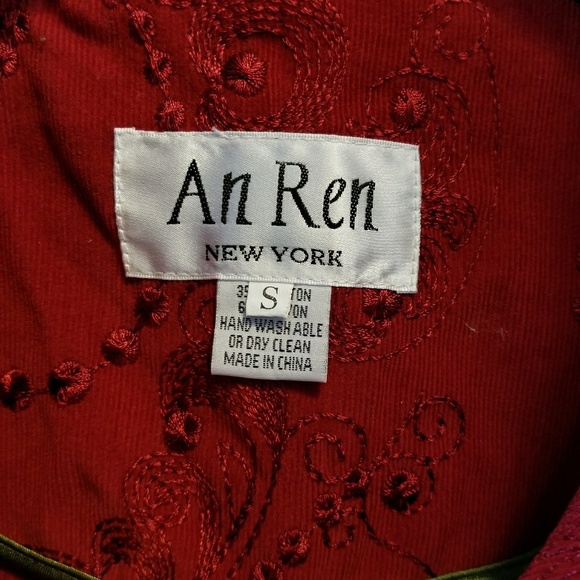 An Ren
NEW YORK
S
HAND WASHABLE
OR DRY CLEAN
MADE IN CHINA